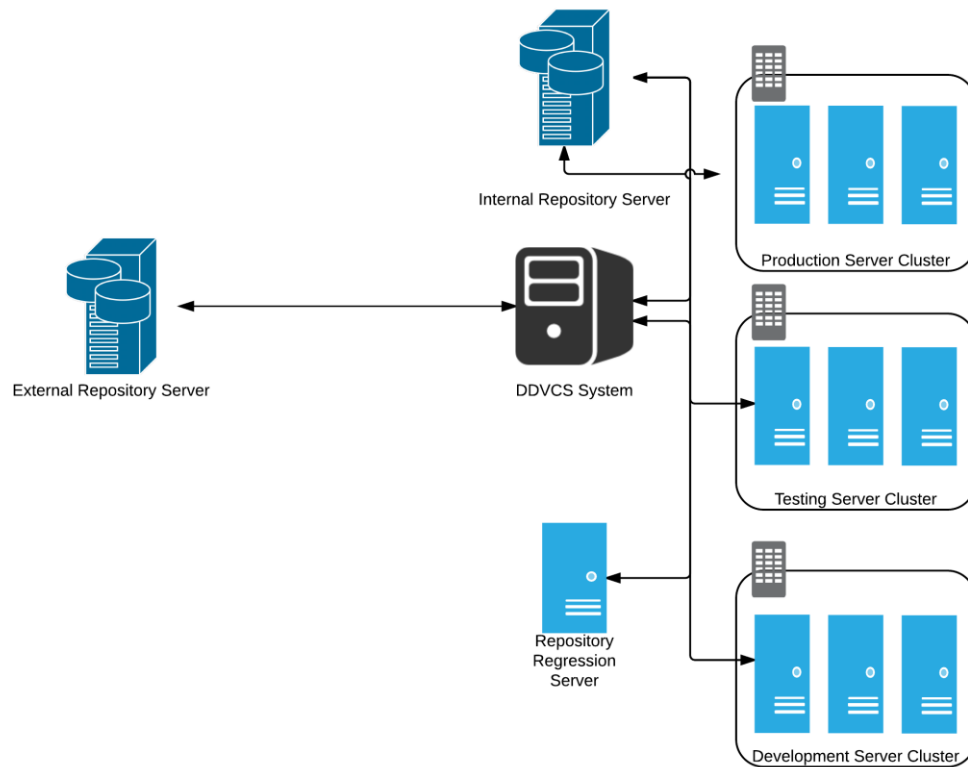 Internal Repository Server
Production Server Cluster
External Repository Server
DDVCS System
Testing Server Cluster
Repository
Regression
Server
Development Server Cluster